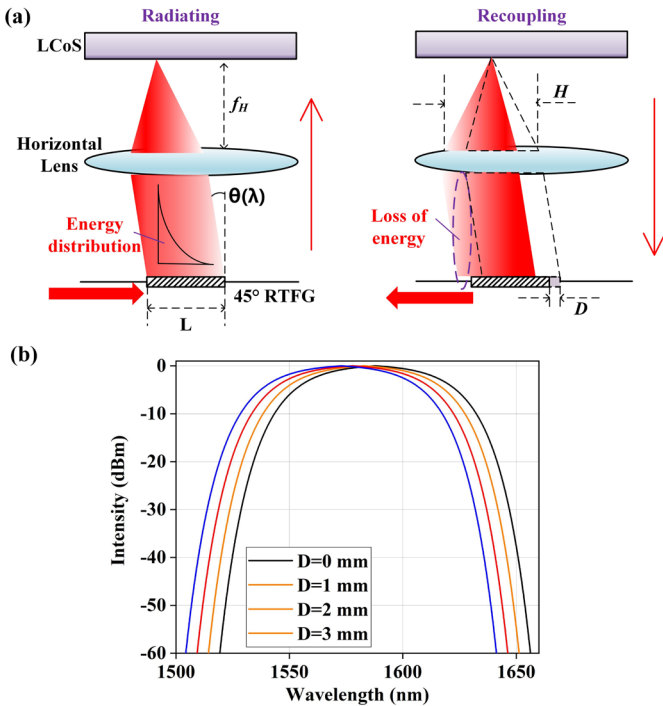 (a)
Radiating
Recoupling
LCoS
f_H
H
Horizontal
Lens
θ(λ)
Energy
distribution
Loss of
energy
45° RTFG
L
D
(b)
Intensity (dBm)
0
-10
-20
-30
-40
-50
-60
D=0 mm
D=1 mm
D=2 mm
D=3 mm
1500
1550
1600
1650
Wavelength (nm)